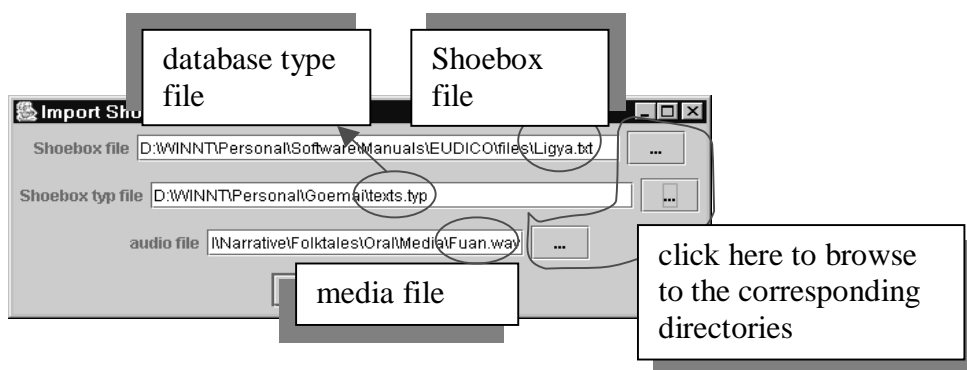 database type
file
Shoebox
file
Import Sho
Shoebox file D:\WINNT\Personal\Software\Manuals\EUDICO\files\Ligya.txt ...
Shoebox typ file D:\WINNT\Personal\Goemai\texts.typ ...
audio file l\Narrative\Folktales\Oral\Media\Fuan.wav ...
media file
click here to browse
to the corresponding
directories